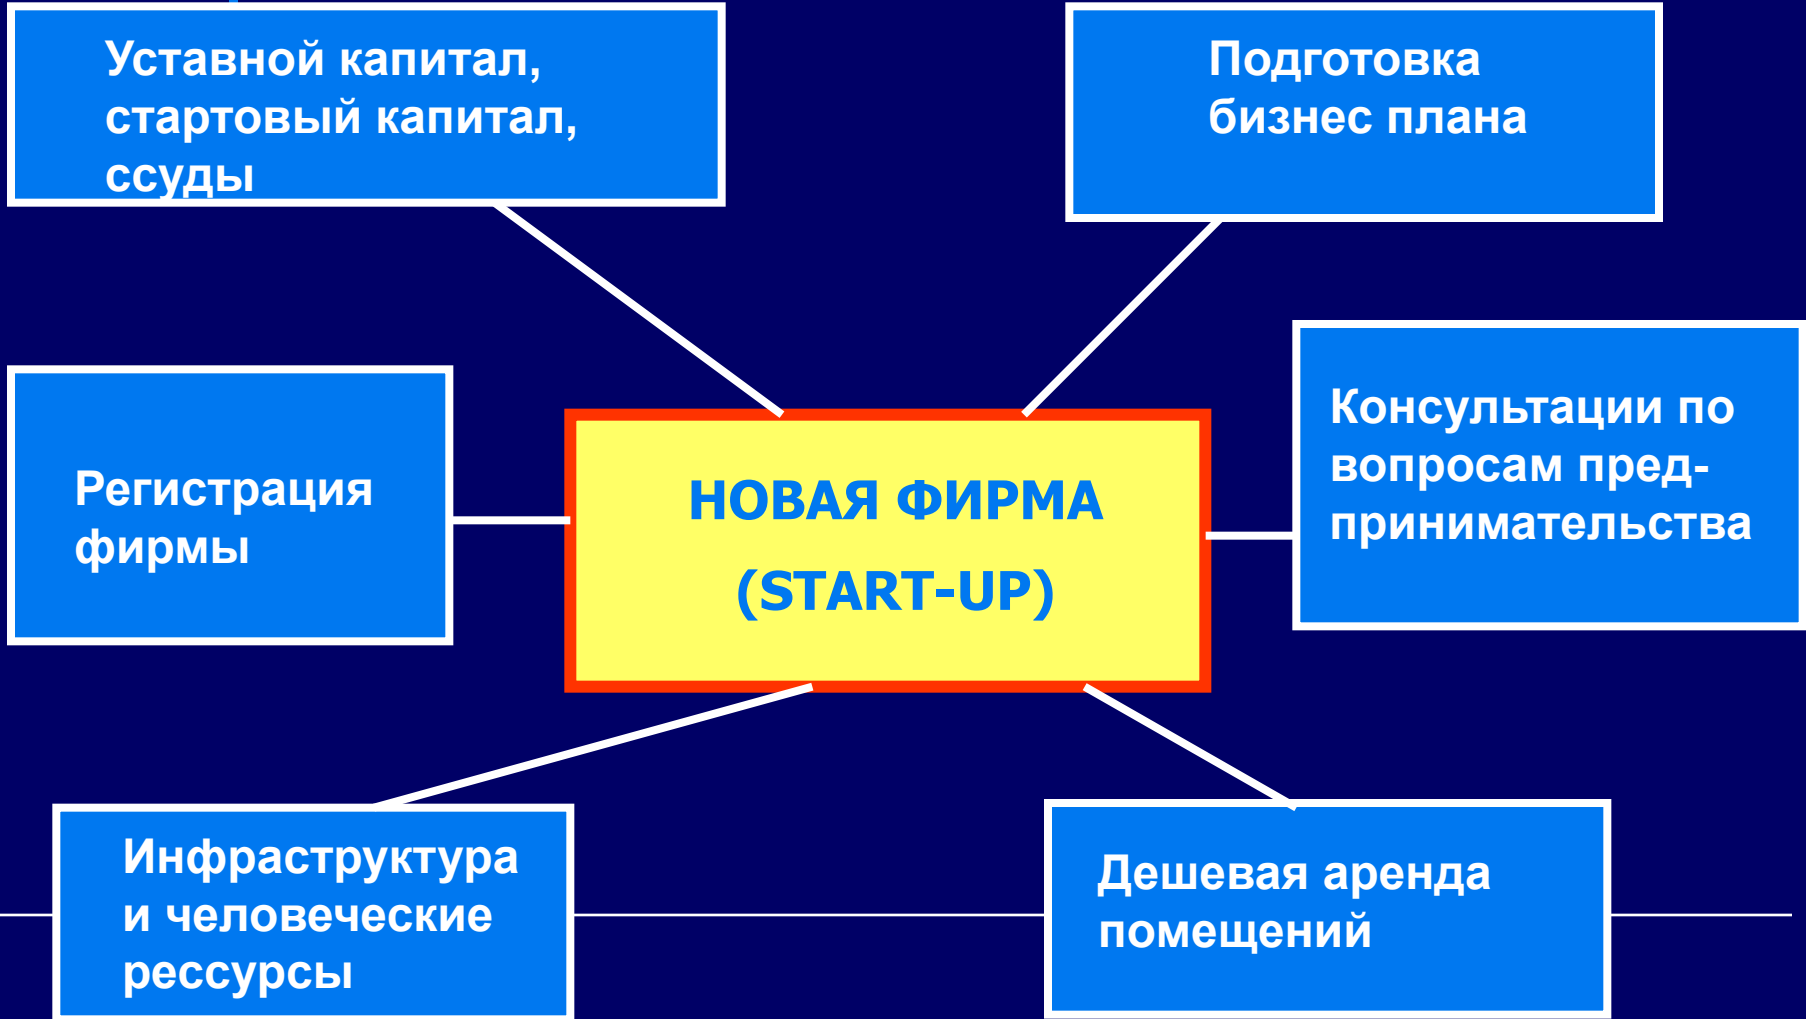 Уставной капитал,
стартовый капитал,
ссуды
Подготовка
бизнес плана
Регистрация
фирмы
НОВАЯ ФИРМА
(START-UP)
Консультации по
вопросам пред-
принимательства
Инфраструктура
и человеческие
рессурсы
Дешевая аренда
помещений